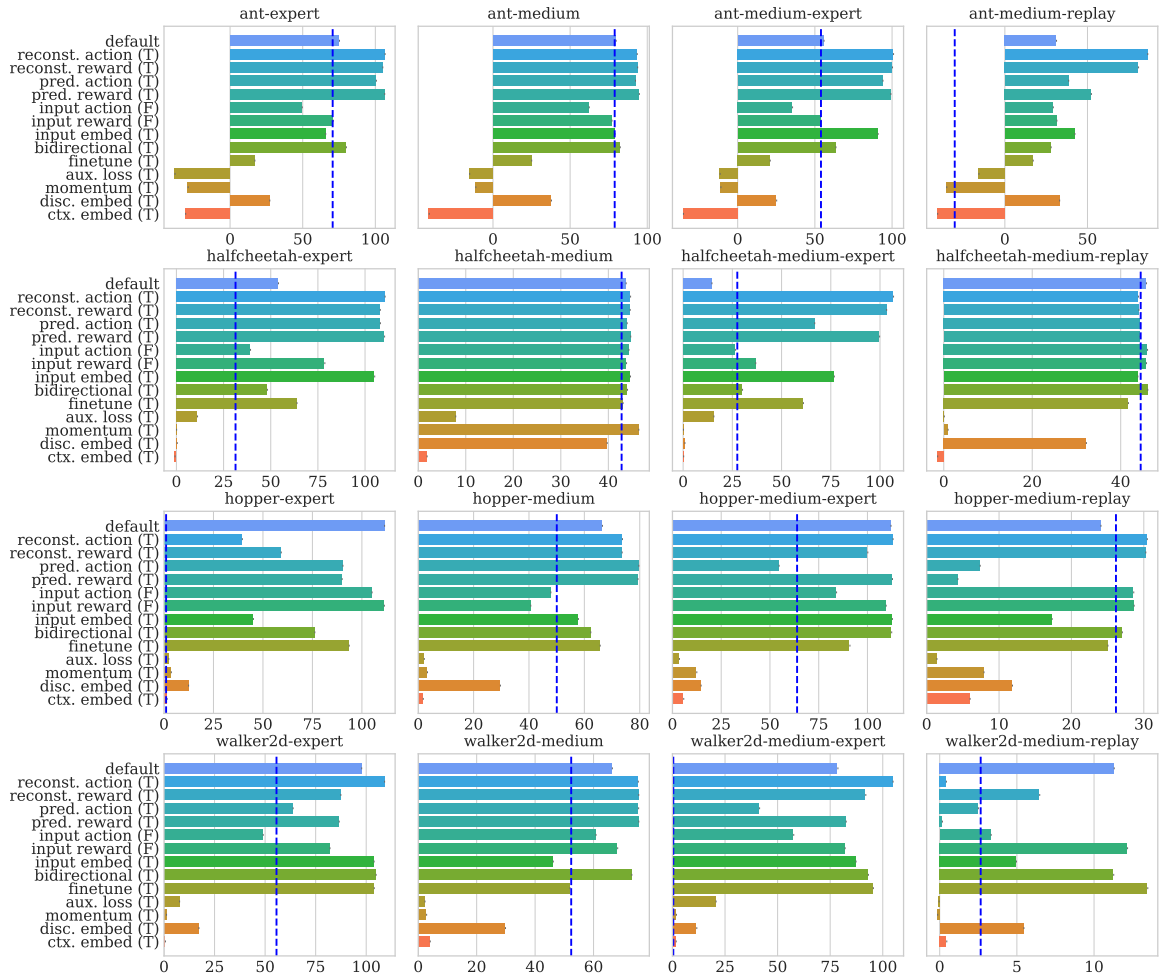 ant-expert ant-medium ant-medium-expert ant-medium-replay
default
reconst. action (T)
reconst. reward (T)
pred. action (T)
pred. reward (T)
input action (F)
input reward (F)
input embed (T)
bidirectional (T)
finetune (T)
aux. loss (T)
momentum (T)
disc. embed (T)
ctx. embed (T)
0 50 100 0 50 100 0 50 100 0 50
halfcheetah-expert halfcheetah-medium halfcheetah-medium-expert halfcheetah-medium-replay
default
reconst. action (T)
reconst. reward (T)
pred. action (T)
pred. reward (T)
input action (F)
input reward (F)
input embed (T)
bidirectional (T)
finetune (T)
aux. loss (T)
momentum (T)
disc. embed (T)
ctx. embed (T)
0 25 50 75 100 0 10 20 30 40 0 25 50 75 100 0 20 40
hopper-expert hopper-medium hopper-medium-expert hopper-medium-replay
default
reconst. action (T)
reconst. reward (T)
pred. action (T)
pred. reward (T)
input action (F)
input reward (F)
input embed (T)
bidirectional (T)
finetune (T)
aux. loss (T)
momentum (T)
disc. embed (T)
ctx. embed (T)
0 25 50 75 100 0 20 40 60 80 0 25 50 75 100 0 10 20 30
walker2d-expert walker2d-medium walker2d-medium-expert walker2d-medium-replay
default
reconst. action (T)
reconst. reward (T)
pred. action (T)
pred. reward (T)
input action (F)
input reward (F)
input embed (T)
bidirectional (T)
finetune (T)
aux. loss (T)
momentum (T)
disc. embed (T)
ctx. embed (T)
0 25 50 75 100 0 20 40 60 0 25 50 75 100 0 5 10